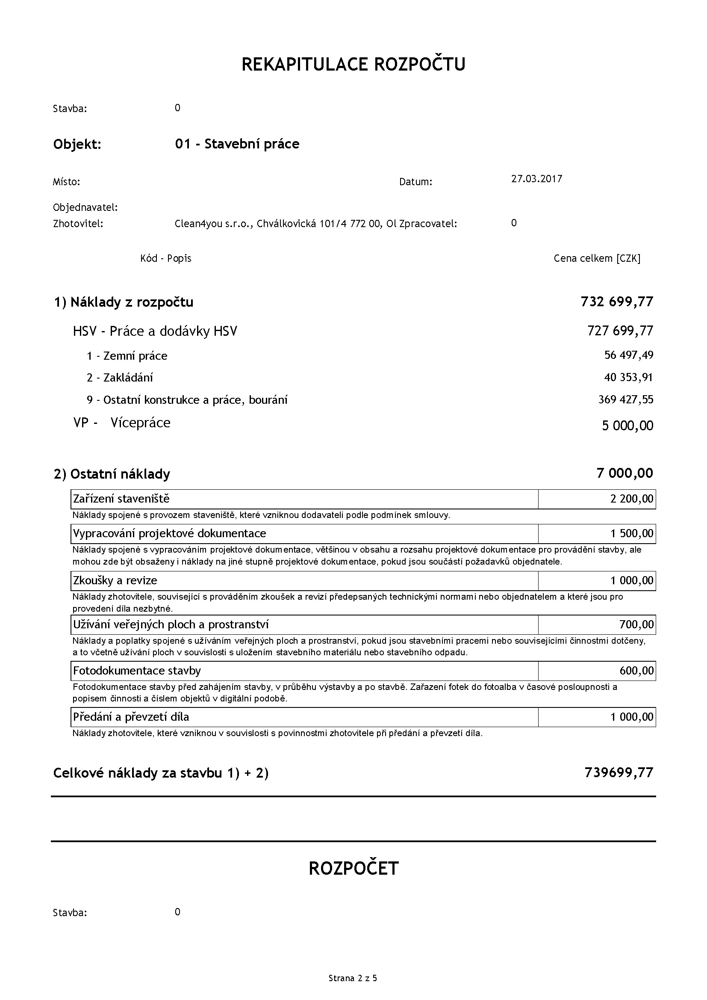 REKAPITULACE ROZPOČTU
Stavba: 0
Objekt: 01 - Stavební práce
Místo: Datum: 27.03.2017
Objednavatel:
Zhotovitel: Clean4you s.r.o., Chválkovická 101/4 772 00, Ol Zpracovatel: 0
Kód - Popis Cena celkem [CZK]
1) Náklady z rozpočtu 732 699,77
HSV - Práce a dodávky HSV 727 699,77
1 - Zemní práce 56 497,49
2 - Zakládání 40 353,91
9 - Ostatní konstrukce a práce, bourání 369 427,55
VP - Vícepráce 5 000,00
2) Ostatní náklady 7 000,00
Zařízení staveniště 2 200,00
Náklady spojené s provozem staveniště, které vzniknou dodavateli podle podmínek smlouvy.
Vypracování projektové dokumentace 1 500,00
Náklady spojené s vypracováním projektové dokumentace, většinou v obsahu a rozsahu projektové dokumentace pro provádění stavby, ale
mohou zde být obsaženy i náklady na jiné stupně projektové dokumentace, pokud jsou součástí požadavků objednatele.
Zkoušky a revize 1 000,00
Náklady zhotovitele, související s prováděním zkoušek a revizí předepsaných technickými normami nebo objednatelem a které jsou pro
provedení díla nezbytné.
Užívání veřejných ploch a prostranství 700,00
Náklady a poplatky spojené s užíváním veřejných ploch a prostranství, pokud jsou stavebními pracemi nebo souvisejícími činnostmi dotčeny,
a to včetně užívání ploch v souvislosti s uložením stavebního materiálu nebo stavebního odpadu.
Fotodokumentace stavby 600,00
Fotodokumentace stavby před zahájením stavby, v průběhu výstavby a po stavbě. Zařazení fotek do fotoalba v časové posloupnosti a
popisem činnosti a číslem objektů v digitální podobě.
Předání a převzetí díla 1 000,00
Náklady zhotovitele, které vzniknou v souvislosti s povinnostmi zhotovitele při předání a převzetí díla.
Celkové náklady za stavbu 1) + 2) 739699,77
ROZPOČET
Stavba: 0
Strana 2 z 5